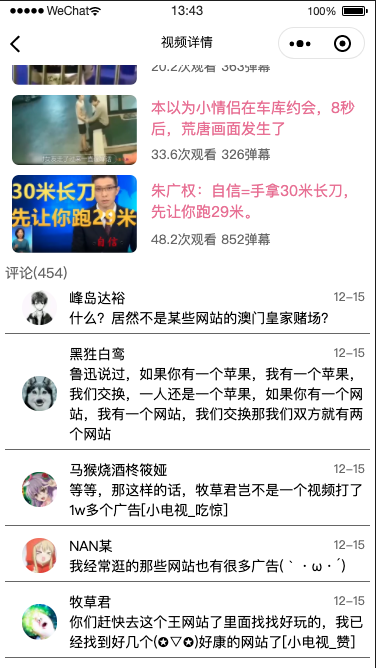 ●●●●● WeChat
13:43
100%
视频详情
20.2次观看 363弹幕
本以为小情侣在车库约会，8秒
后，荒唐画面发生了
33.6次观看 326弹幕
30米长刀
先让你跑29米
自信
朱广权：自信=手拿30米长刀，
先让你跑29米。
48.2次观看 852弹幕
评论(454)
峰岛达裕
12-15
什么？居然不是某些网站的澳门皇家赌场?
黑独白鸾
12-15
鲁迅说过，如果你有一个苹果，我有一个苹果，
我们交换，一人还是一个苹果，如果你有一个网
站，我有一个网站，我们交换那我们双方就有两
个网站
马猴烧酒柊筱娅
12-15
等等，那这样的话，牧草君岂不是一个视频打了
1w多个广告[小电视_吃惊]
NAN某
12-15
我经常逛的那些网站也有很多广告(｀・ω・´)
牧草君
12-15
你们赶快去这个王网站了里面找找好玩的，我已
经找到好几个(✪▽✪)好康的网站了[小电视_赞]